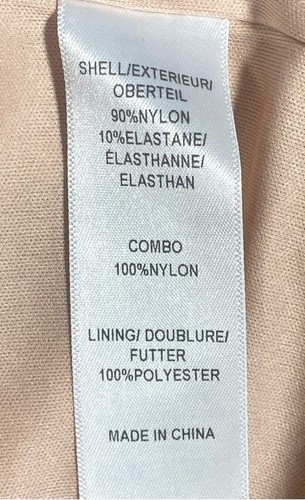 SHELL/EXTERIEUR/
OBERTEIL
90%NYLON
10%ELASTANE/
ÉLASTHANNE/
ELASTHAN
COMBO
100%NYLON
LINING/ DOUBLURE/
FUTTER
100%POLYESTER
MADE IN CHINA